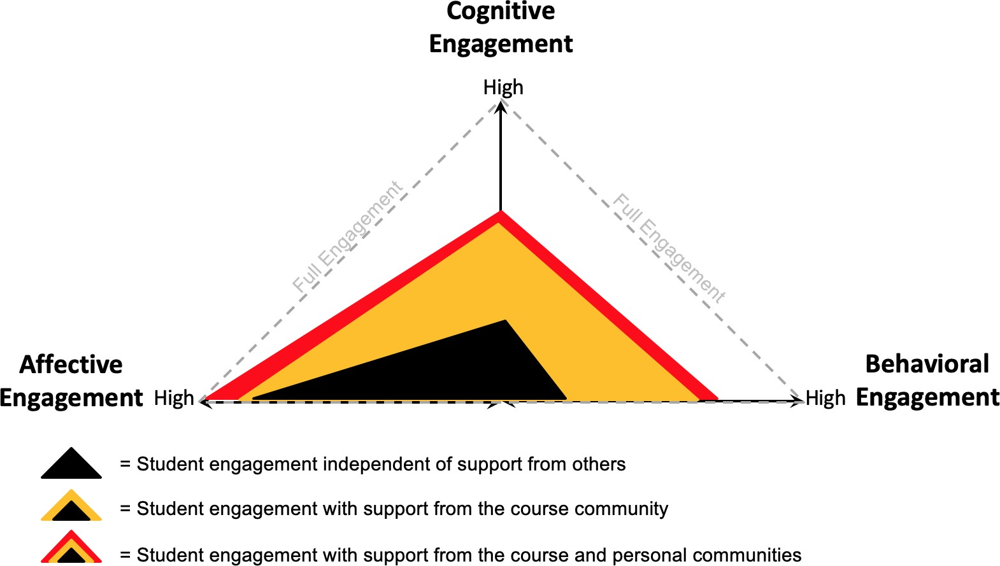 Cognitive
Engagement
High
Full Engagement
Full Engagement
Affective
Engagement
High
High
Behavioral
Engagement
= Student engagement independent of support from others
= Student engagement with support from the course community
= Student engagement with support from the course and personal communities